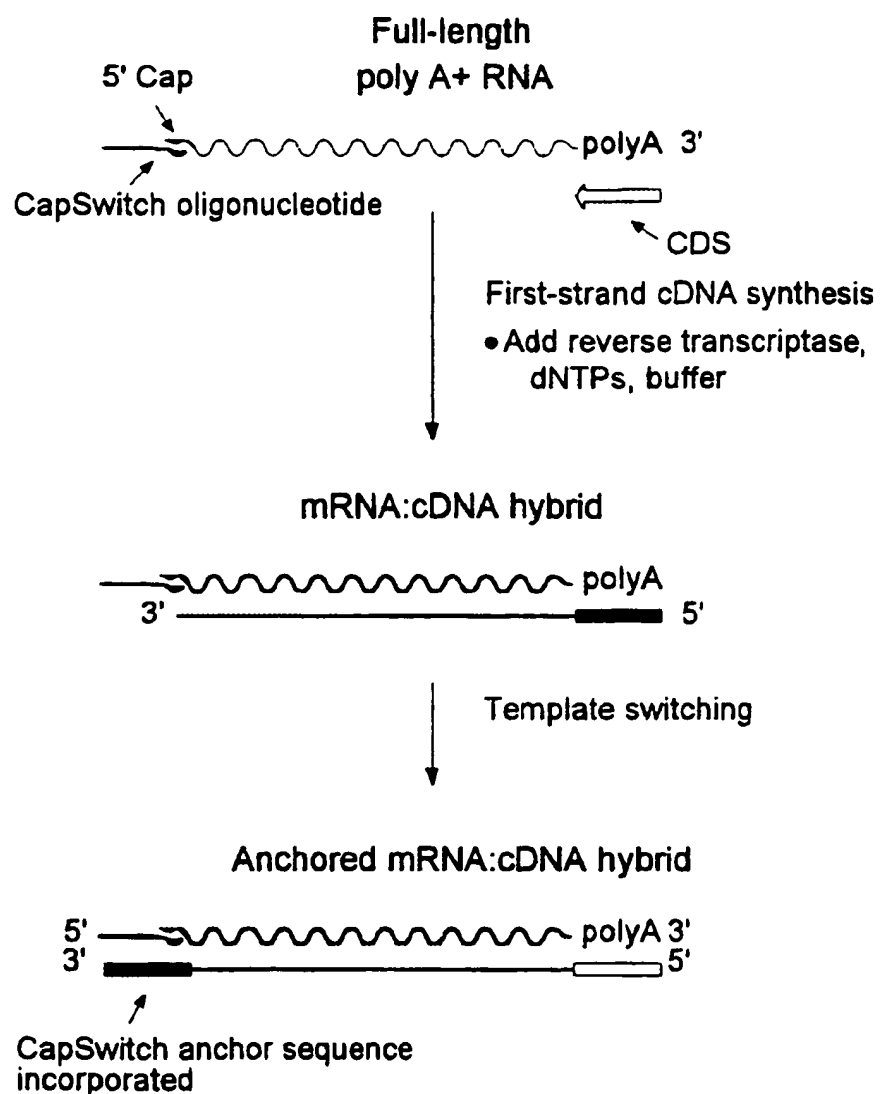 Full-length
poly A+ RNA
5' Cap
polyA 3'
CapSwitch oligonucleotide
CDS
First-strand cDNA synthesis
• Add reverse transcriptase,
dNTPs, buffer
mRNA:cDNA hybrid
polyA
3' 5'
Template switching
Anchored mRNA:cDNA hybrid
5' polyA 3'
3' 5'
CapSwitch anchor sequence
incorporated